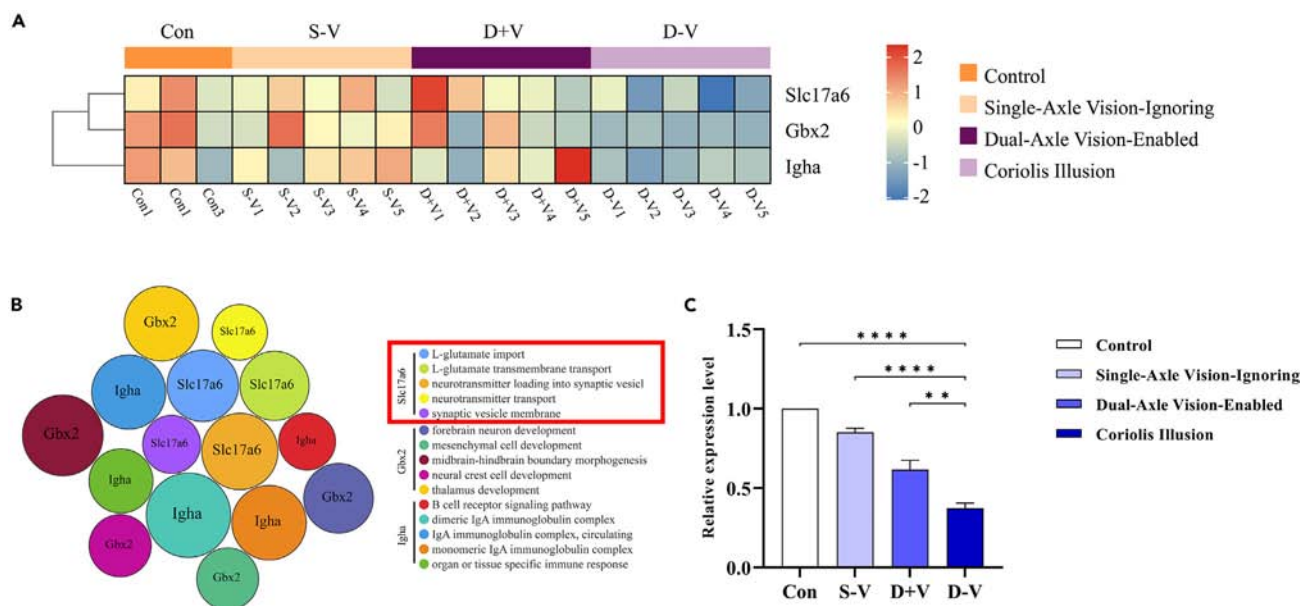 A
Con S-V D+V D-V
Slc17a6
Gbx2
Igha
Con1 Con1 Con3 S-V1 S-V2 S-V3 S-V4 S-V5 D+V1 D+V2 D+V3 D+V4 D+V5 D-V1 D-V2 D-V3 D-V4 D-V5
2
1
0
-1
-2
Control
Single-Axle Vision-Ignoring
Dual-Axle Vision-Enabled
Coriolis Illusion
B
Gbx2
Slc17a6
Igha
Slc17a6
Slc17a6
Gbx2
Slc17a6
Slc17a6
Igha
Igha
Gbx2
Igha
Igha
Gbx2
Gbx2
Slc17a6
L-glutamate import
L-glutamate transmembrane transport
neurotransmitter loading into synaptic vesicl
neurotransmitter transport
synaptic vesicle membrane
Gbx2
forebrain neuron development
mesenchymal cell development
midbrain-hindbrain boundary morphogenesis
neural crest cell development
thalamus development
Igha
B cell receptor signaling pathway
dimeric IgA immunoglobulin complex
IgA immunoglobulin complex, circulating
monomeric IgA immunoglobulin complex
organ or tissue specific immune response
C
Relative expression level
1.5
1.0
0.5
0.0
****
****
**
Con S-V D+V D-V
Control
Single-Axle Vision-Ignoring
Dual-Axle Vision-Enabled
Coriolis Illusion